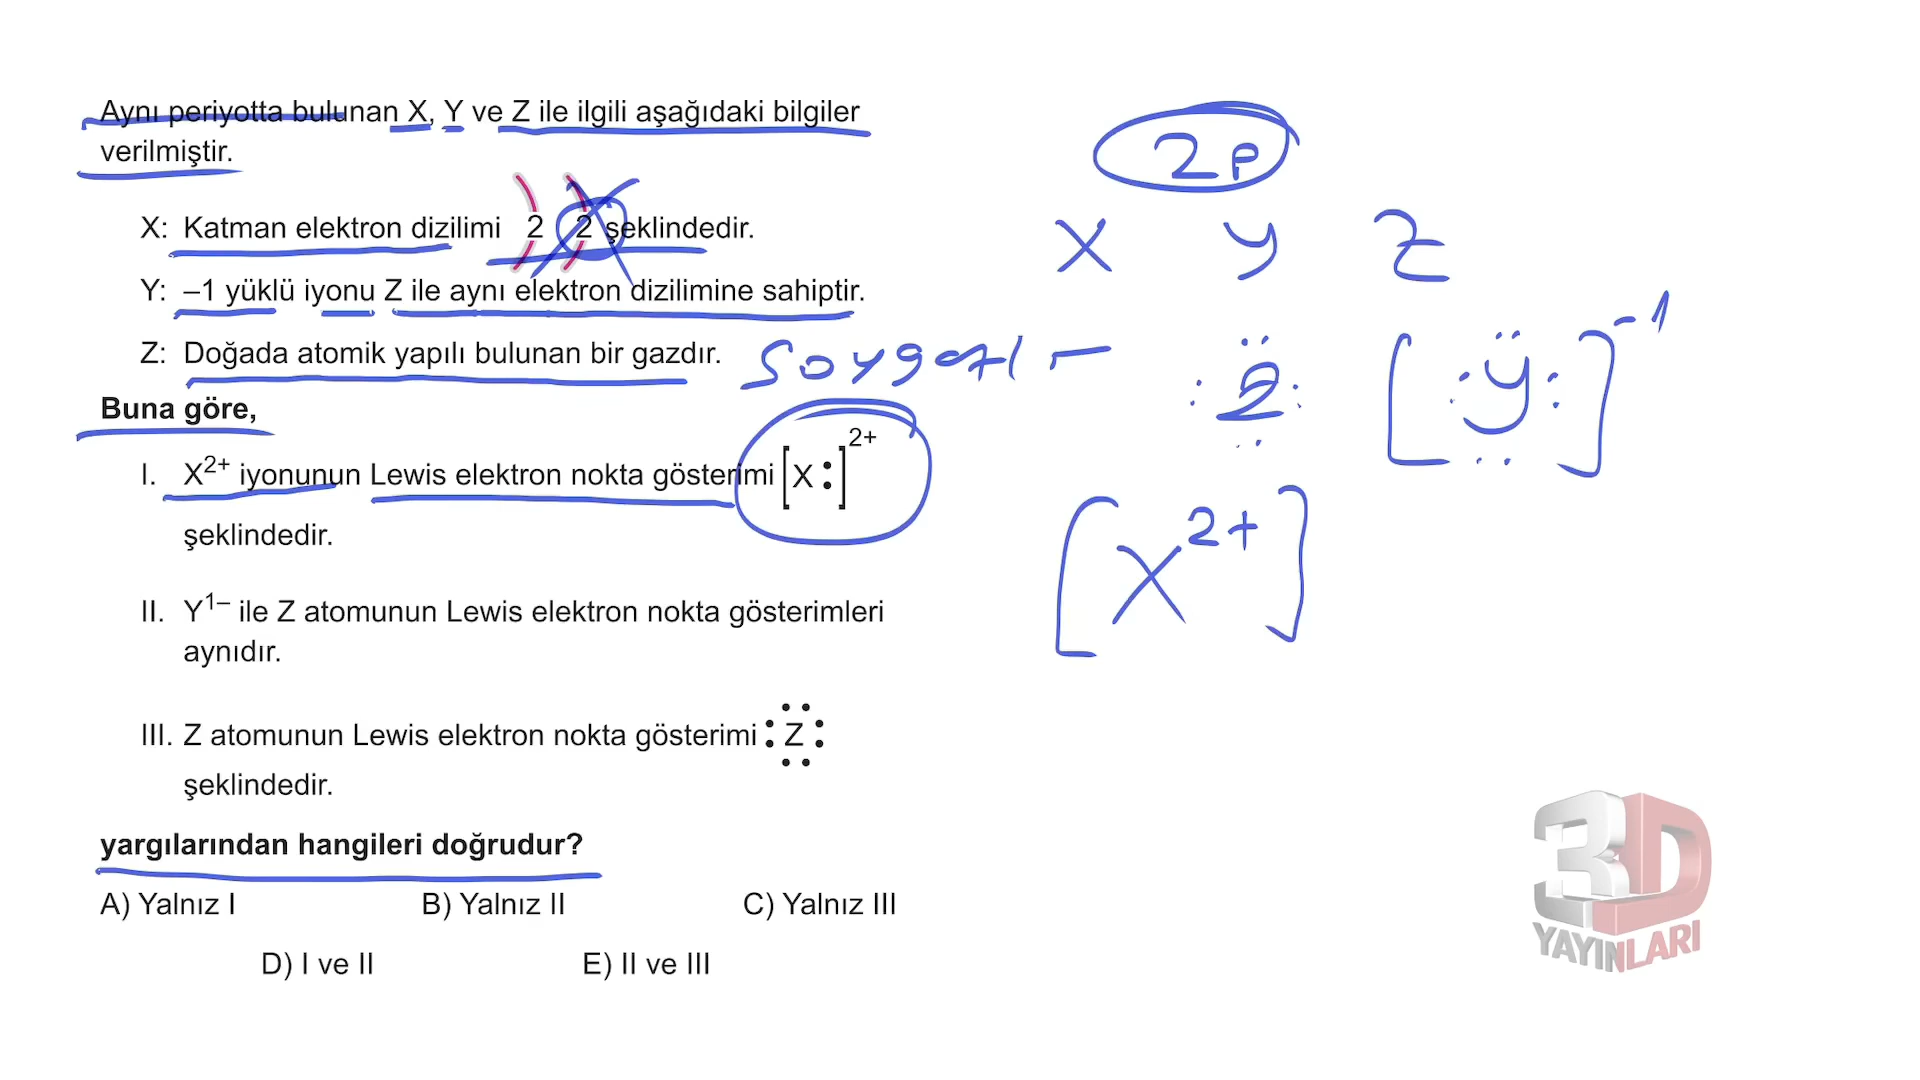 Aynı periyotta bulunan X, Y ve Z ile ilgili aşağıdaki bilgiler
verilmiştir.
X: Katman elektron dizilimi 2 2 şeklindedir.
Y: –1 yüklü iyonu Z ile aynı elektron dizilimine sahiptir.
Z: Doğada atomik yapılı bulunan bir gazdır.
Buna göre,
I. X2+ iyonunun Lewis elektron nokta gösterimi [X:]2+
şeklindedir.
II. Y1– ile Z atomunun Lewis elektron nokta gösterimleri
aynıdır.
III. Z atomunun Lewis elektron nokta gösterimi :Z:
şeklindedir.
yargılarından hangileri doğrudur?
A) Yalnız I B) Yalnız II C) Yalnız III
D) I ve II E) II ve III
2p
X Y Z
soygazlr
:Z: [:Y:]-1
[X2+]
3D
YAYINLARI